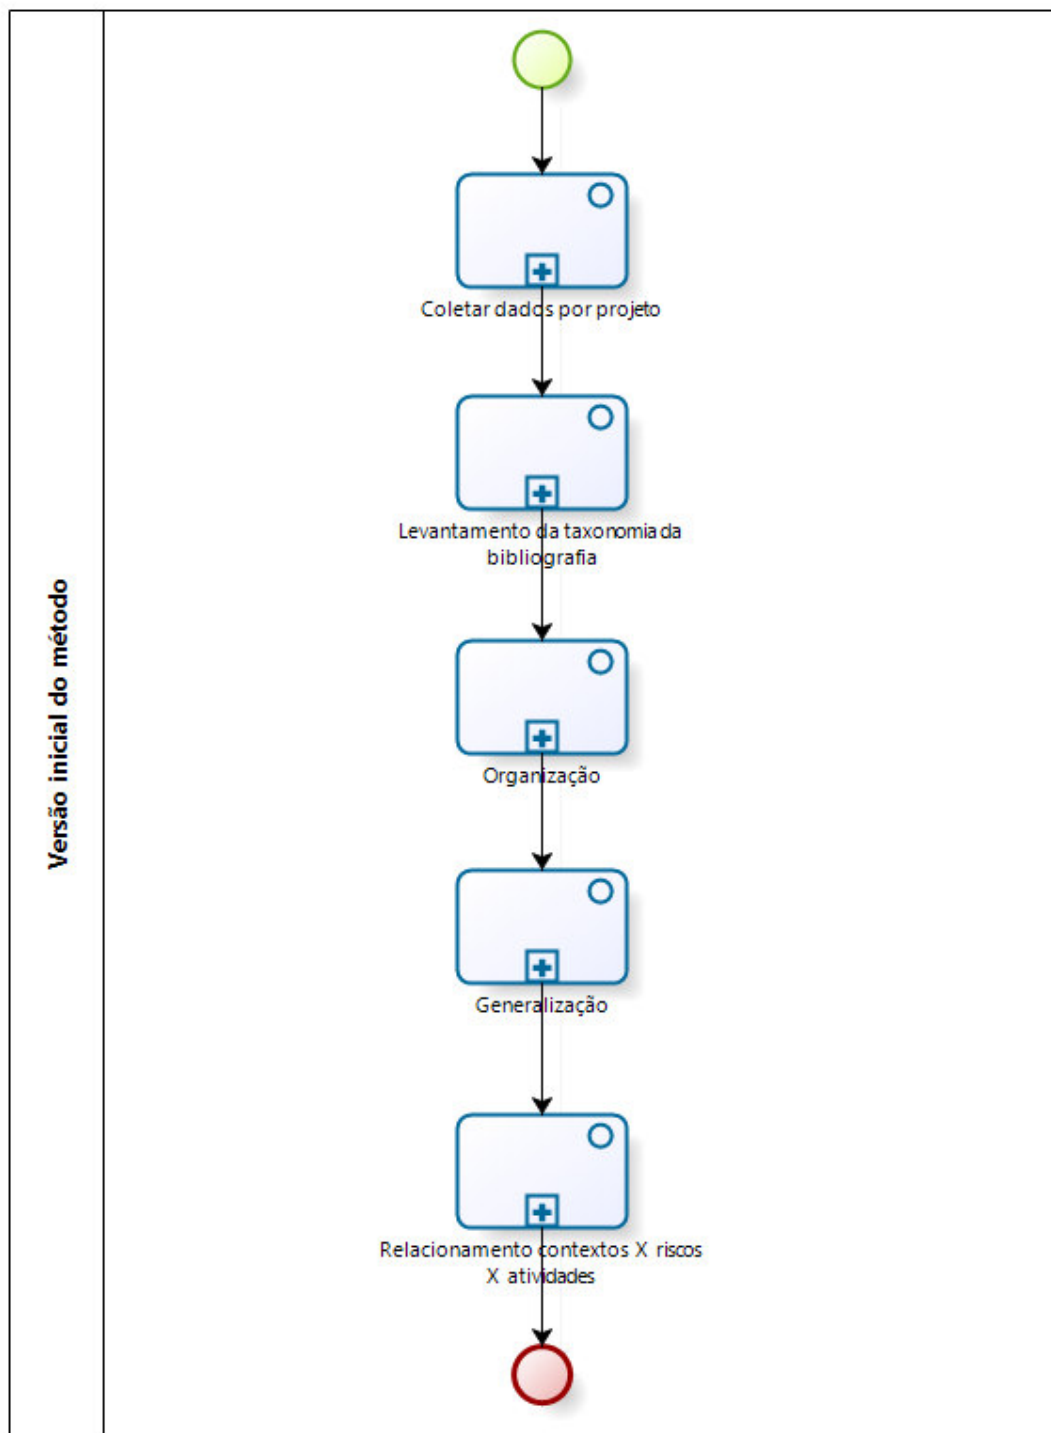 Versão inicial do método
Coletar dados por projeto
Levantamento da taxonomia da
bibliografia
Organização
Generalização
Relacionamento contextos X riscos
X atividades